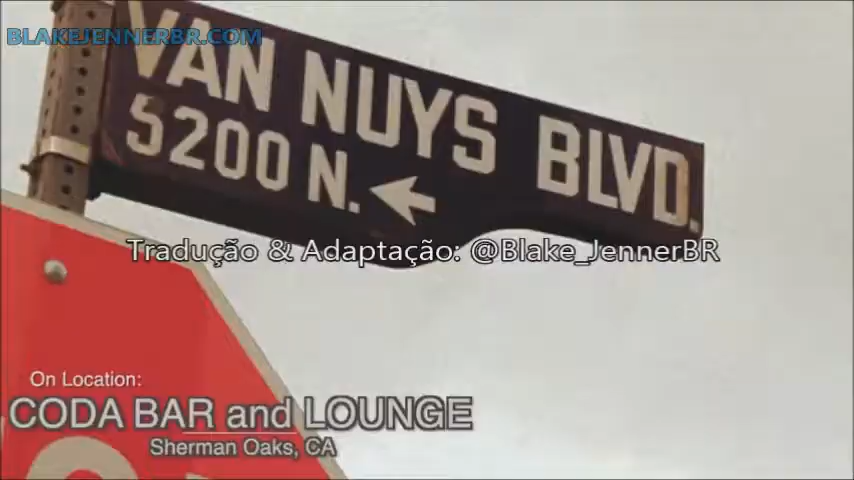 BLAKEJENNERBR.COM
VAN NUYS BLVD.
5200 N.
Tradução & Adaptação: @Blake_JennerBR
On Location:
CODA BAR and LOUNGE
Sherman Oaks, CA